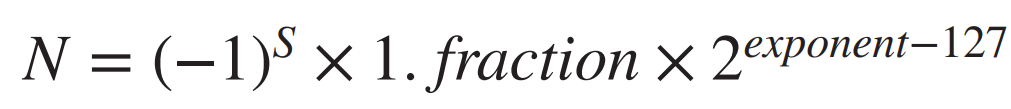 N = (−1)^S × 1. fraction × 2^{exponent−127}